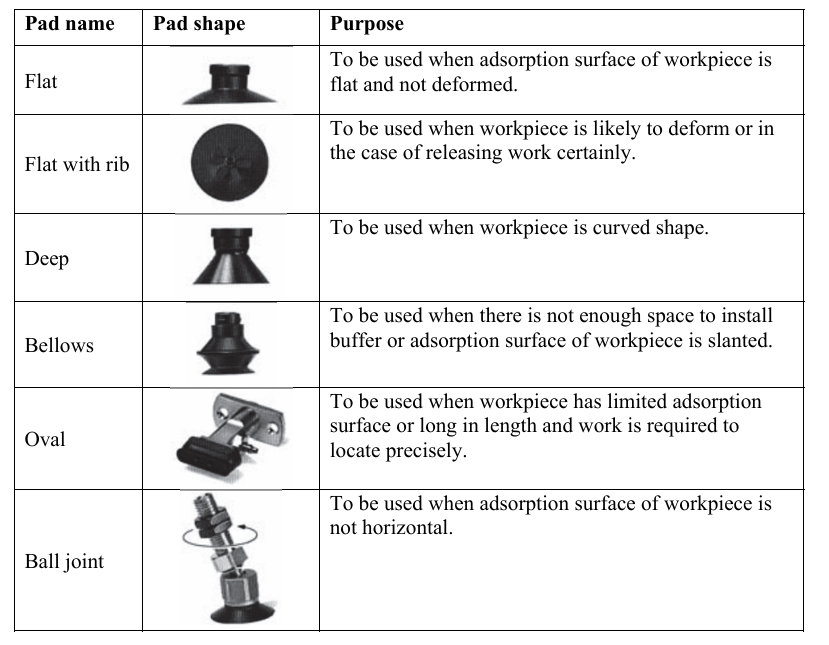 Pad name Pad shape Purpose
Flat
To be used when adsorption surface of workpiece is
flat and not deformed.
Flat with rib
To be used when workpiece is likely to deform or in
the case of releasing work certainly.
Deep
To be used when workpiece is curved shape.
Bellows
To be used when there is not enough space to install
buffer or adsorption surface of workpiece is slanted.
Oval
To be used when workpiece has limited adsorption
surface or long in length and work is required to
locate precisely.
Ball joint
To be used when adsorption surface of workpiece is
not horizontal.